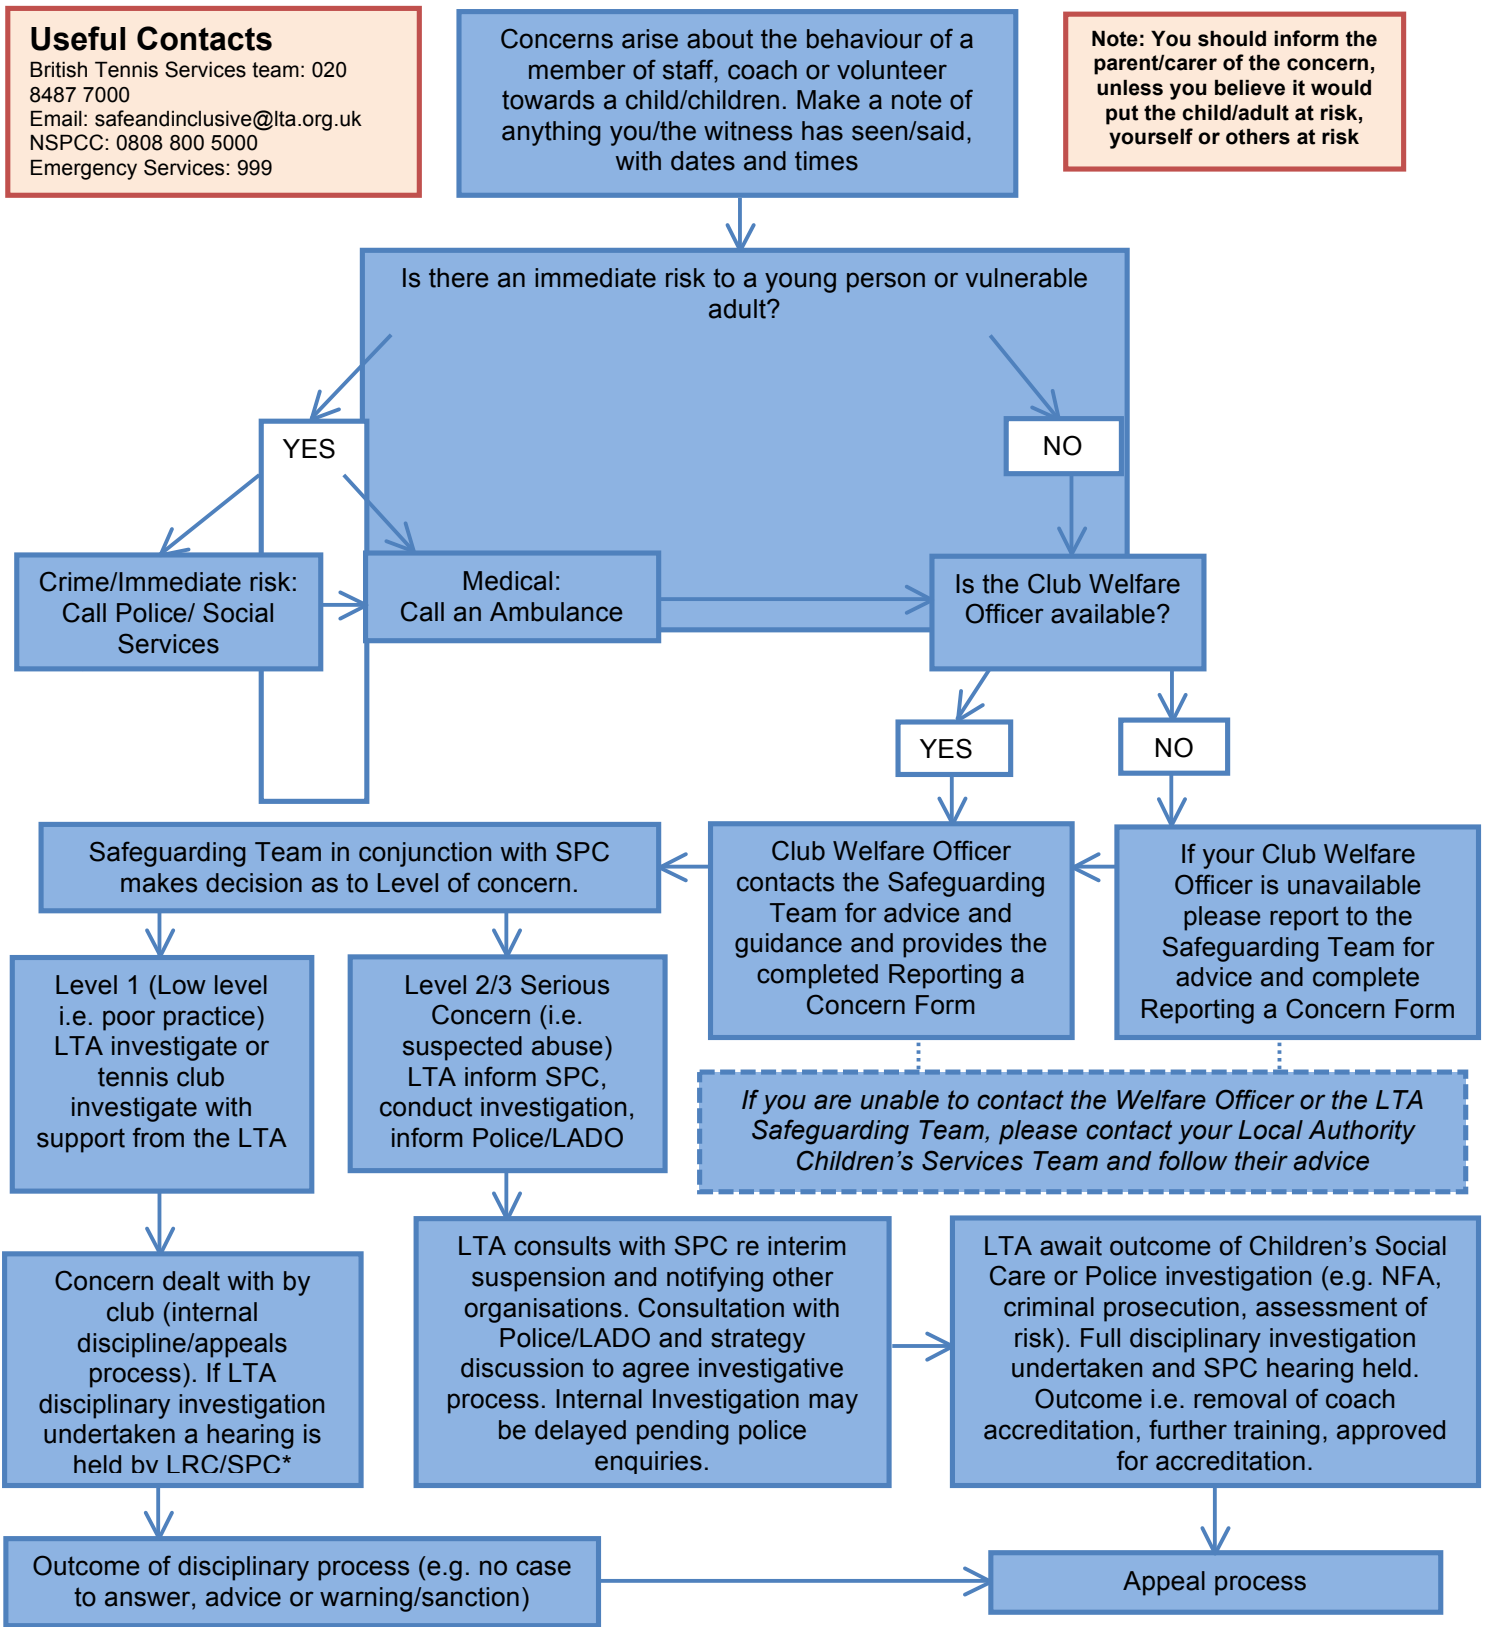 Useful Contacts
British Tennis Services team: 020
8487 7000
Email: safeandinclusive@lta.org.uk
NSPCC: 0808 800 5000
Emergency Services: 999
Concerns arise about the behaviour of a
member of staff, coach or volunteer
towards a child/children. Make a note of
anything you/the witness has seen/said,
with dates and times
Note: You should inform the
parent/carer of the concern,
unless you believe it would
put the child/adult at risk,
yourself or others at risk
Is there an immediate risk to a young person or vulnerable
adult?
YES
NO
Crime/Immediate risk:
Call Police/ Social
Services
Medical:
Call an Ambulance
Is the Club Welfare
Officer available?
YES
NO
Safeguarding Team in conjunction with SPC
makes decision as to Level of concern.
Club Welfare Officer
contacts the Safeguarding
Team for advice and
guidance and provides the
completed Reporting a
Concern Form
If your Club Welfare
Officer is unavailable
please report to the
Safeguarding Team for
advice and complete
Reporting a Concern Form
Level 1 (Low level
i.e. poor practice)
LTA investigate or
tennis club
investigate with
support from the LTA
Level 2/3 Serious
Concern (i.e.
suspected abuse)
LTA inform SPC,
conduct investigation,
inform Police/LADO
If you are unable to contact the Welfare Officer or the LTA
Safeguarding Team, please contact your Local Authority
Children’s Services Team and follow their advice
Concern dealt with by
club (internal
discipline/appeals
process). If LTA
disciplinary investigation
undertaken a hearing is
held by LRC/SPC*
LTA consults with SPC re interim
suspension and notifying other
organisations. Consultation with
Police/LADO and strategy
discussion to agree investigative
process. Internal Investigation may
be delayed pending police
enquiries.
LTA await outcome of Children’s Social
Care or Police investigation (e.g. NFA,
criminal prosecution, assessment of
risk). Full disciplinary investigation
undertaken and SPC hearing held.
Outcome i.e. removal of coach
accreditation, further training, approved
for accreditation.
Outcome of disciplinary process (e.g. no case
to answer, advice or warning/sanction)
Appeal process